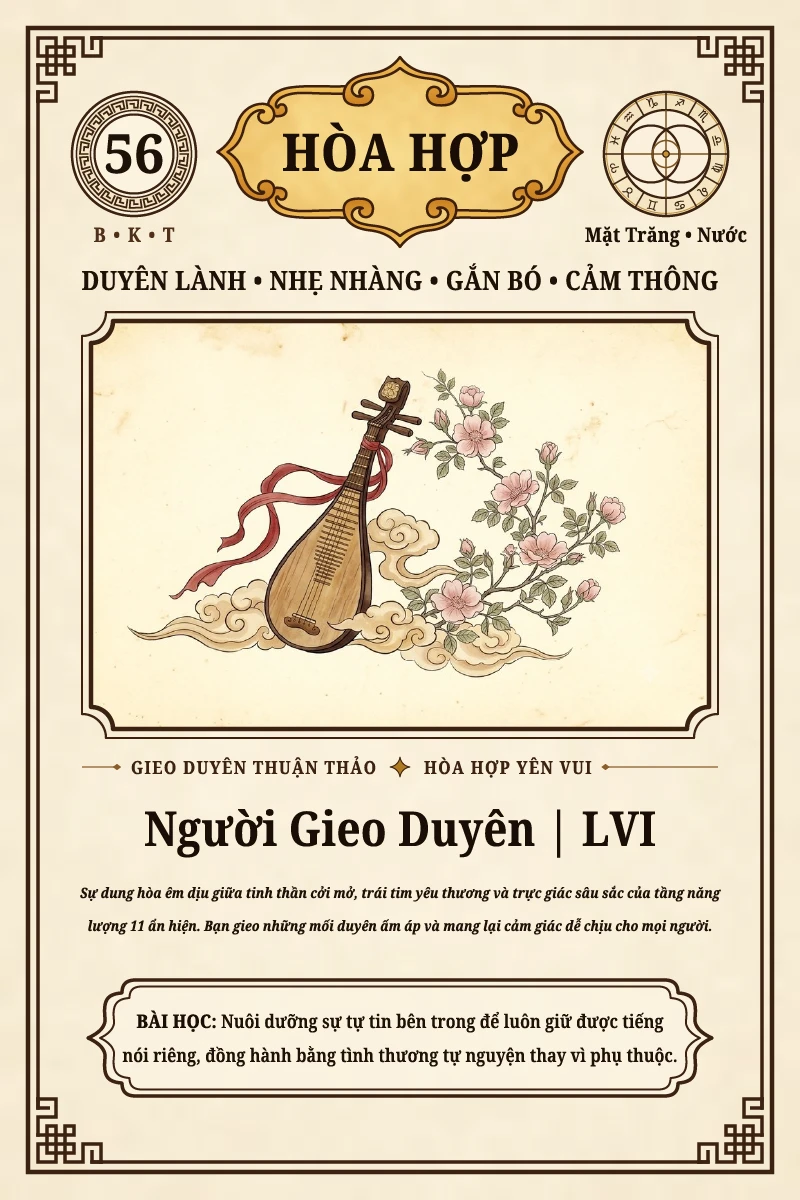 56
HÒA HỢP
B • K • T
Mặt Trăng • Nước
DUYÊN LÀNH • NHẸ NHÀNG • GẮN BÓ • CẢM THÔNG
GIEO DUYÊN THUẬN THẢO ✦ HÒA HỢP YÊN VUI
Người Gieo Duyên | LVI
Sự dung hòa êm dịu giữa tinh thần cởi mở, trái tim yêu thương và trực giác sâu sắc của tầng năng
lượng 11 ẩn hiện. Bạn gieo những mối duyên ấm áp và mang lại cảm giác dễ chịu cho mọi người.
BÀI HỌC: Nuôi dưỡng sự tự tin bên trong để luôn giữ được tiếng
nói riêng, đồng hành bằng tình thương tự nguyện thay vì phụ thuộc.